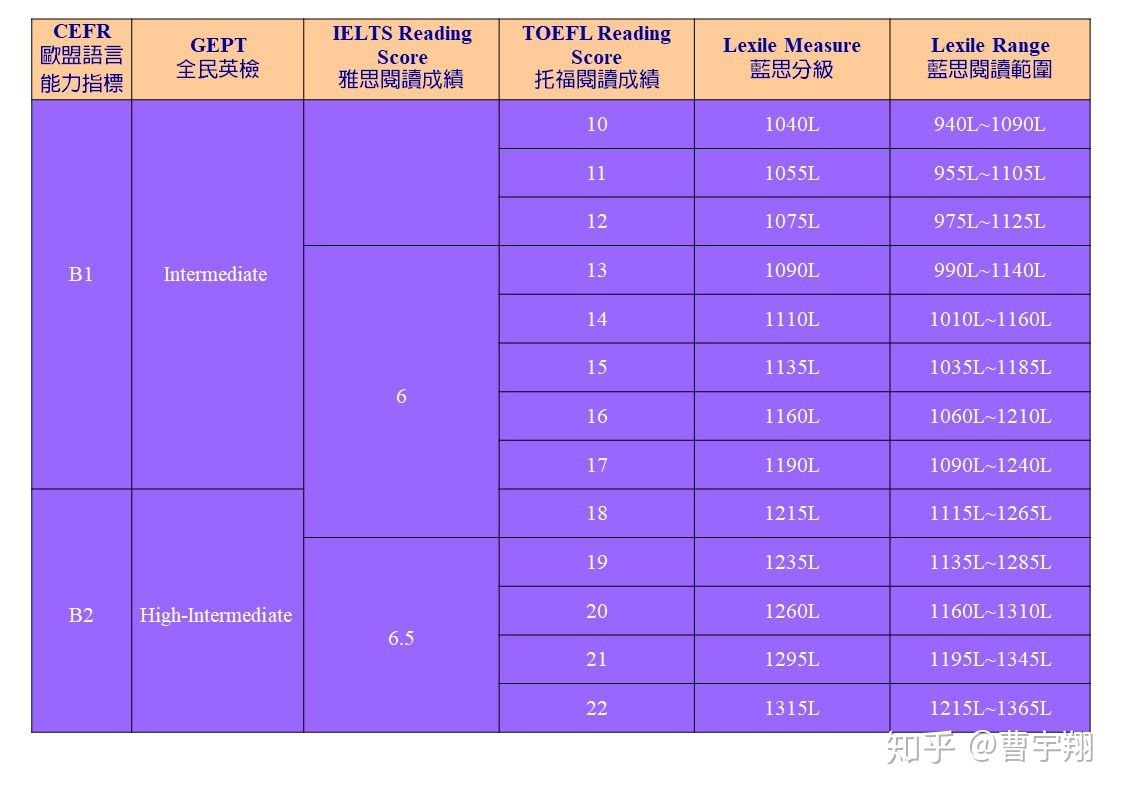 CEFR
歐盟語言
能力指標
GEPT
全民英檢
IELTS Reading
Score
雅思閱讀成績
TOEFL Reading
Score
托福閱讀成績
Lexile Measure
藍思分級
Lexile Range
藍思閱讀範圍
B1
Intermediate
10 1040L 940L~1090L
11 1055L 955L~1105L
12 1075L 975L~1125L
6
13 1090L 990L~1140L
14 1110L 1010L~1160L
15 1135L 1035L~1185L
16 1160L 1060L~1210L
17 1190L 1090L~1240L
B2
High-Intermediate
18 1215L 1115L~1265L
6.5
19 1235L 1135L~1285L
20 1260L 1160L~1310L
21 1295L 1195L~1345L
22 1315L 1215L~1365L
知乎 @曹宇翔